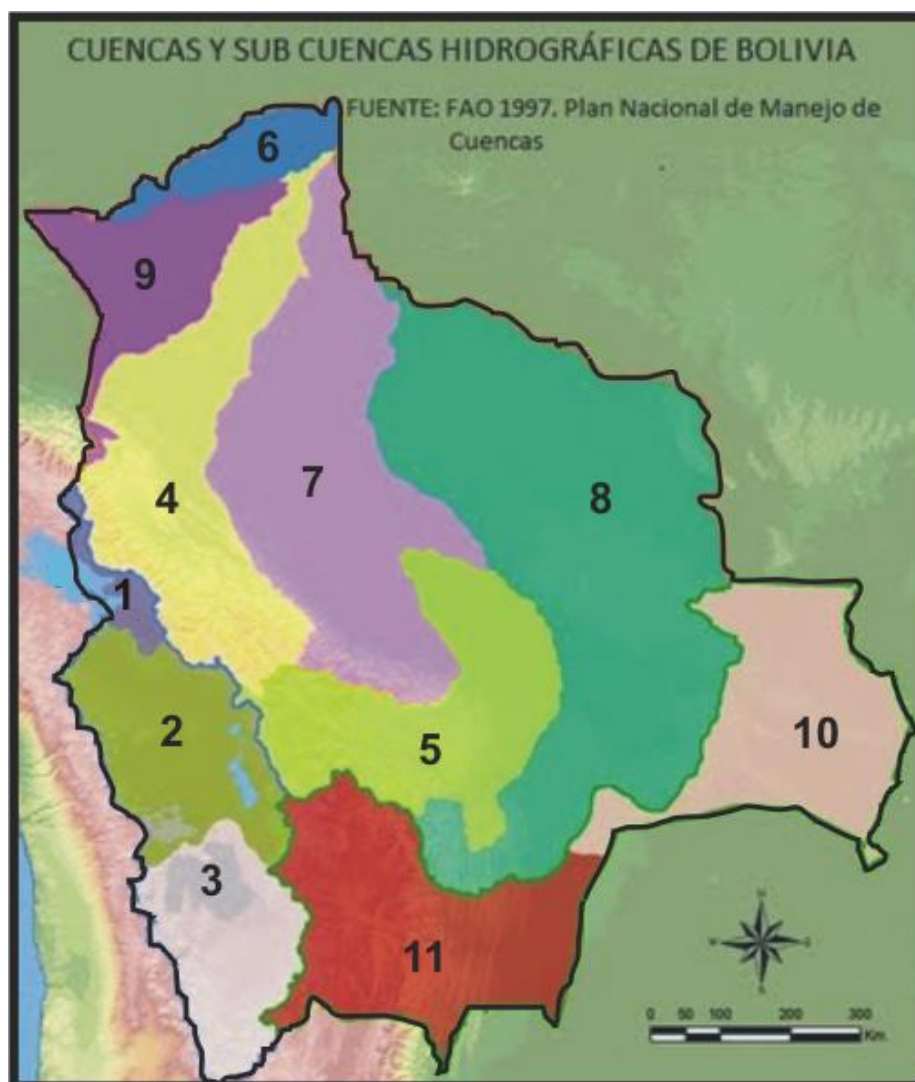 CUENCAS Y SUB CUENCAS HIDROGRÁFICAS DE BOLIVIA
FUENTE: FAO 1997. Plan Nacional de Manejo de
Cuencas
6
9
4
7
8
1
2
5
10
3
11
N
S
0 50 100 200 300
Km.